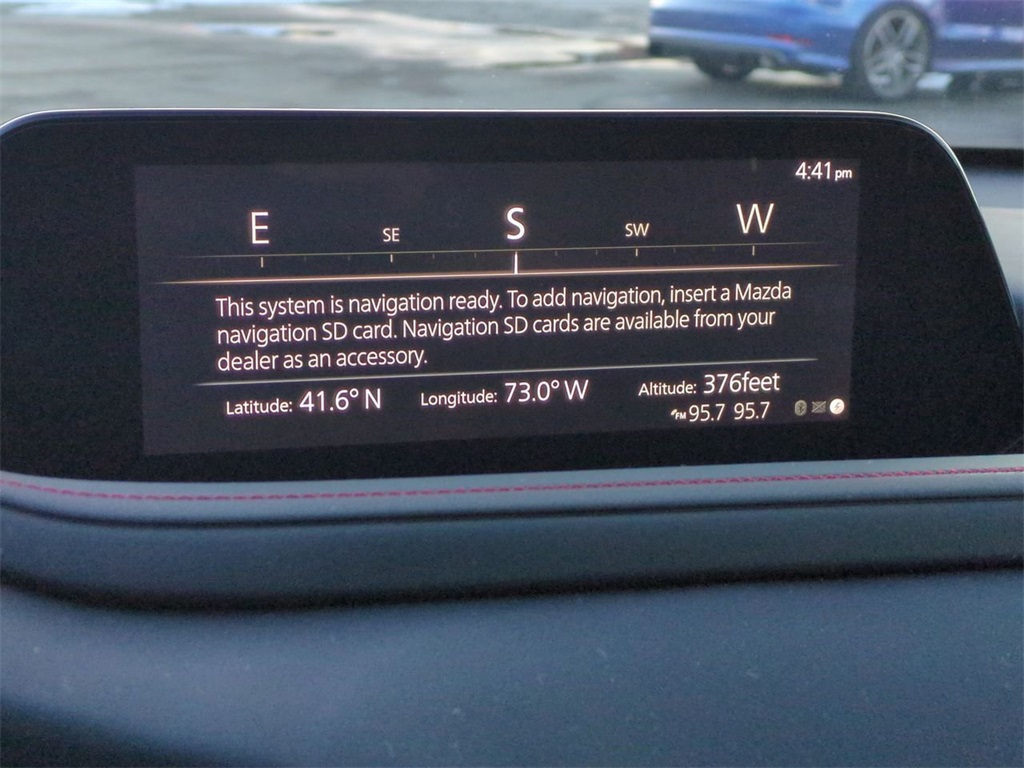 4:41pm
E SE S SW W
This system is navigation ready. To add navigation, insert a Mazda
navigation SD card. Navigation SD cards are available from your
dealer as an accessory.
Latitude: 41.6° N Longitude: 73.0° W Altitude: 376feet
FM 95.7 95.7